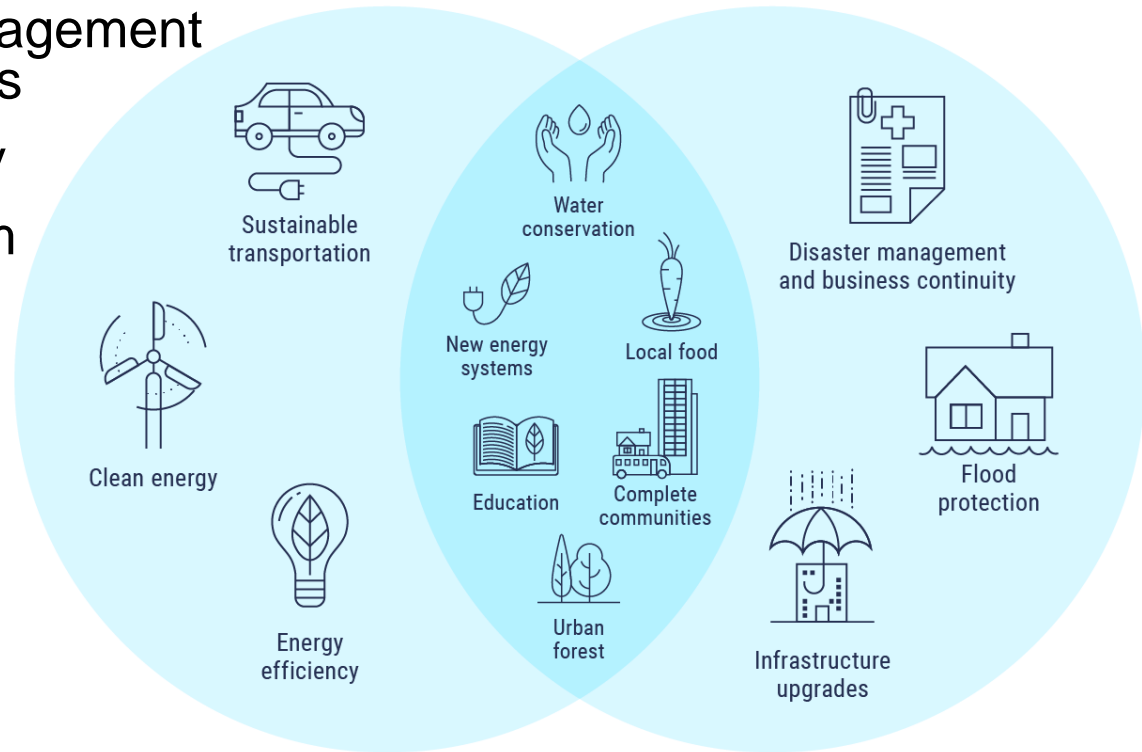 agement
s
y
n
Sustainable
transportation
Clean energy
Energy
efficiency
Water
conservation
New energy
systems
Local food
Education
Complete
communities
Urban
forest
Disaster management
and business continuity
Flood
protection
Infrastructure
upgrades